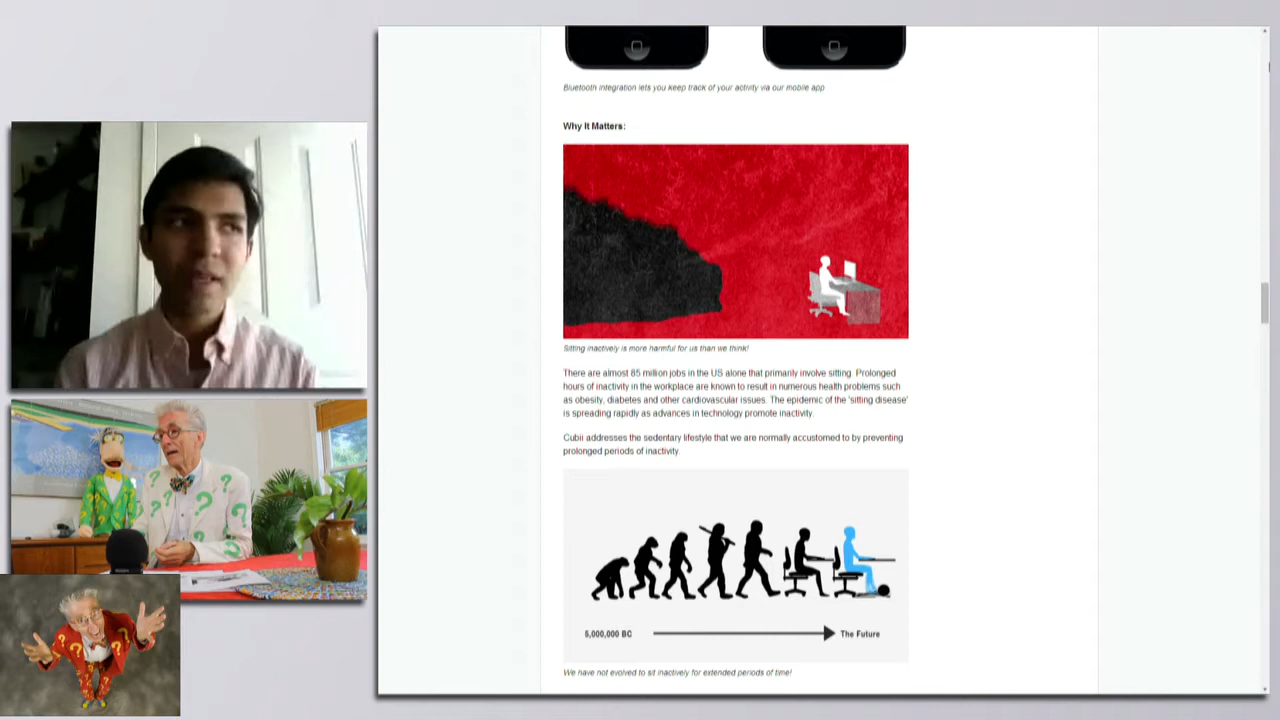 Bluetooth integration lets you keep track of your activity via our mobile app
Why It Matters:
Sitting inactively is more harmful for us than we think!
There are almost 85 million jobs in the US alone that primarily involve sitting. Prolonged
hours of inactivity in the workplace are known to result in numerous health problems such
as obesity, diabetes and other cardiovascular issues. The epidemic of the 'sitting disease'
is spreading rapidly as advances in technology promote inactivity.
Cubii addresses the sedentary lifestyle that we are normally accustomed to by preventing
prolonged periods of inactivity.
5,000,000 BC
The Future
We have not evolved to sit inactively for extended periods of time!